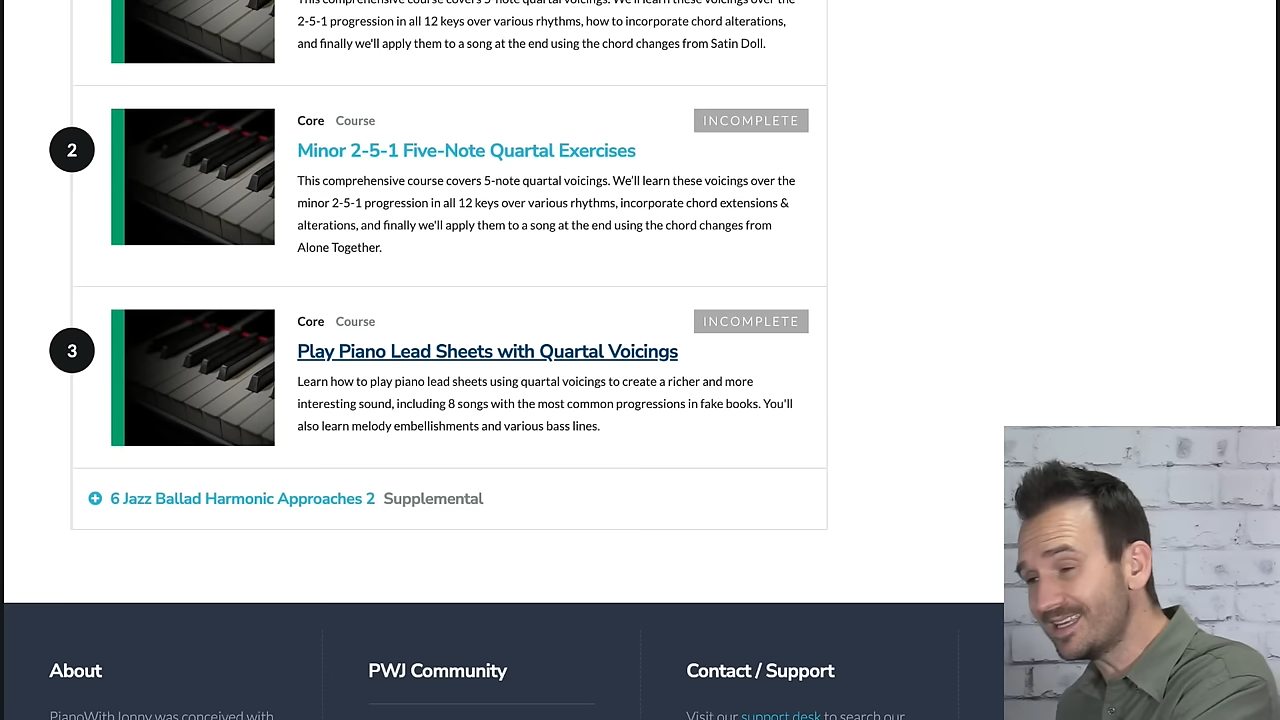 This comprehensive course covers 5-note quartal voicings. We'll learn these voicings over the
2-5-1 progression in all 12 keys over various rhythms, how to incorporate chord alterations,
and finally we'll apply them to a song at the end using the chord changes from Satin Doll.
2
Core Course
INCOMPLETE
Minor 2-5-1 Five-Note Quartal Exercises
This comprehensive course covers 5-note quartal voicings. We'll learn these voicings over the
minor 2-5-1 progression in all 12 keys over various rhythms, incorporate chord extensions &
alterations, and finally we'll apply them to a song at the end using the chord changes from
Alone Together.
3
Core Course
INCOMPLETE
Play Piano Lead Sheets with Quartal Voicings
Learn how to play piano lead sheets using quartal voicings to create a richer and more
interesting sound, including 8 songs with the most common progressions in fake books. You'll
also learn melody embellishments and various bass lines.
6 Jazz Ballad Harmonic Approaches 2 Supplemental
About
PWJ Community
Contact / Support
PianoWithJonny was conceived with
Visit our support desk to search our